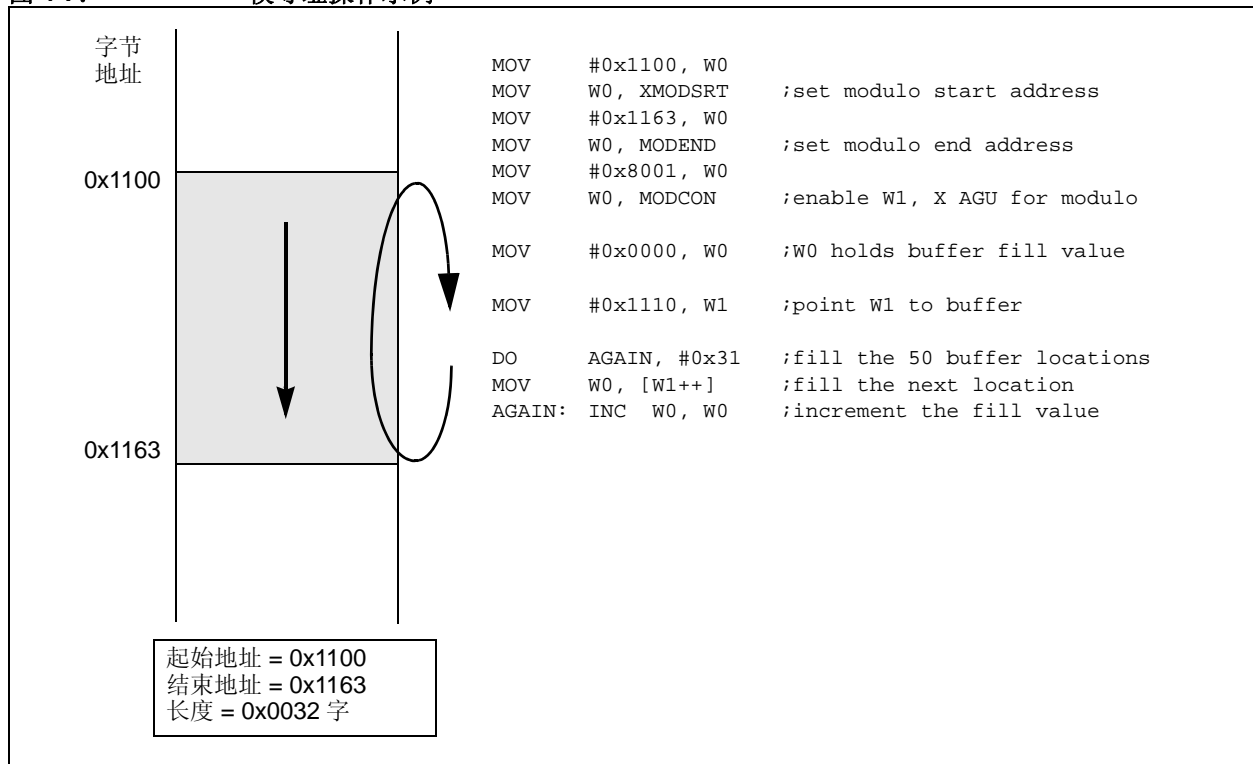 字节
地址
0x1100
0x1163
MOV #0x1100, W0
MOV W0, XMODSRT ;set modulo start address
MOV #0x1163, W0
MOV W0, MODEND ;set modulo end address
MOV #0x8001, W0
MOV W0, MODCON ;enable W1, X AGU for modulo
MOV #0x0000, W0 ;W0 holds buffer fill value
MOV #0x1110, W1 ;point W1 to buffer
DO AGAIN, #0x31 ;fill the 50 buffer locations
MOV W0, [W1++] ;fill the next location
AGAIN: INC W0, W0 ;increment the fill value
起始地址 = 0x1100
结束地址 = 0x1163
长度 = 0x0032 字